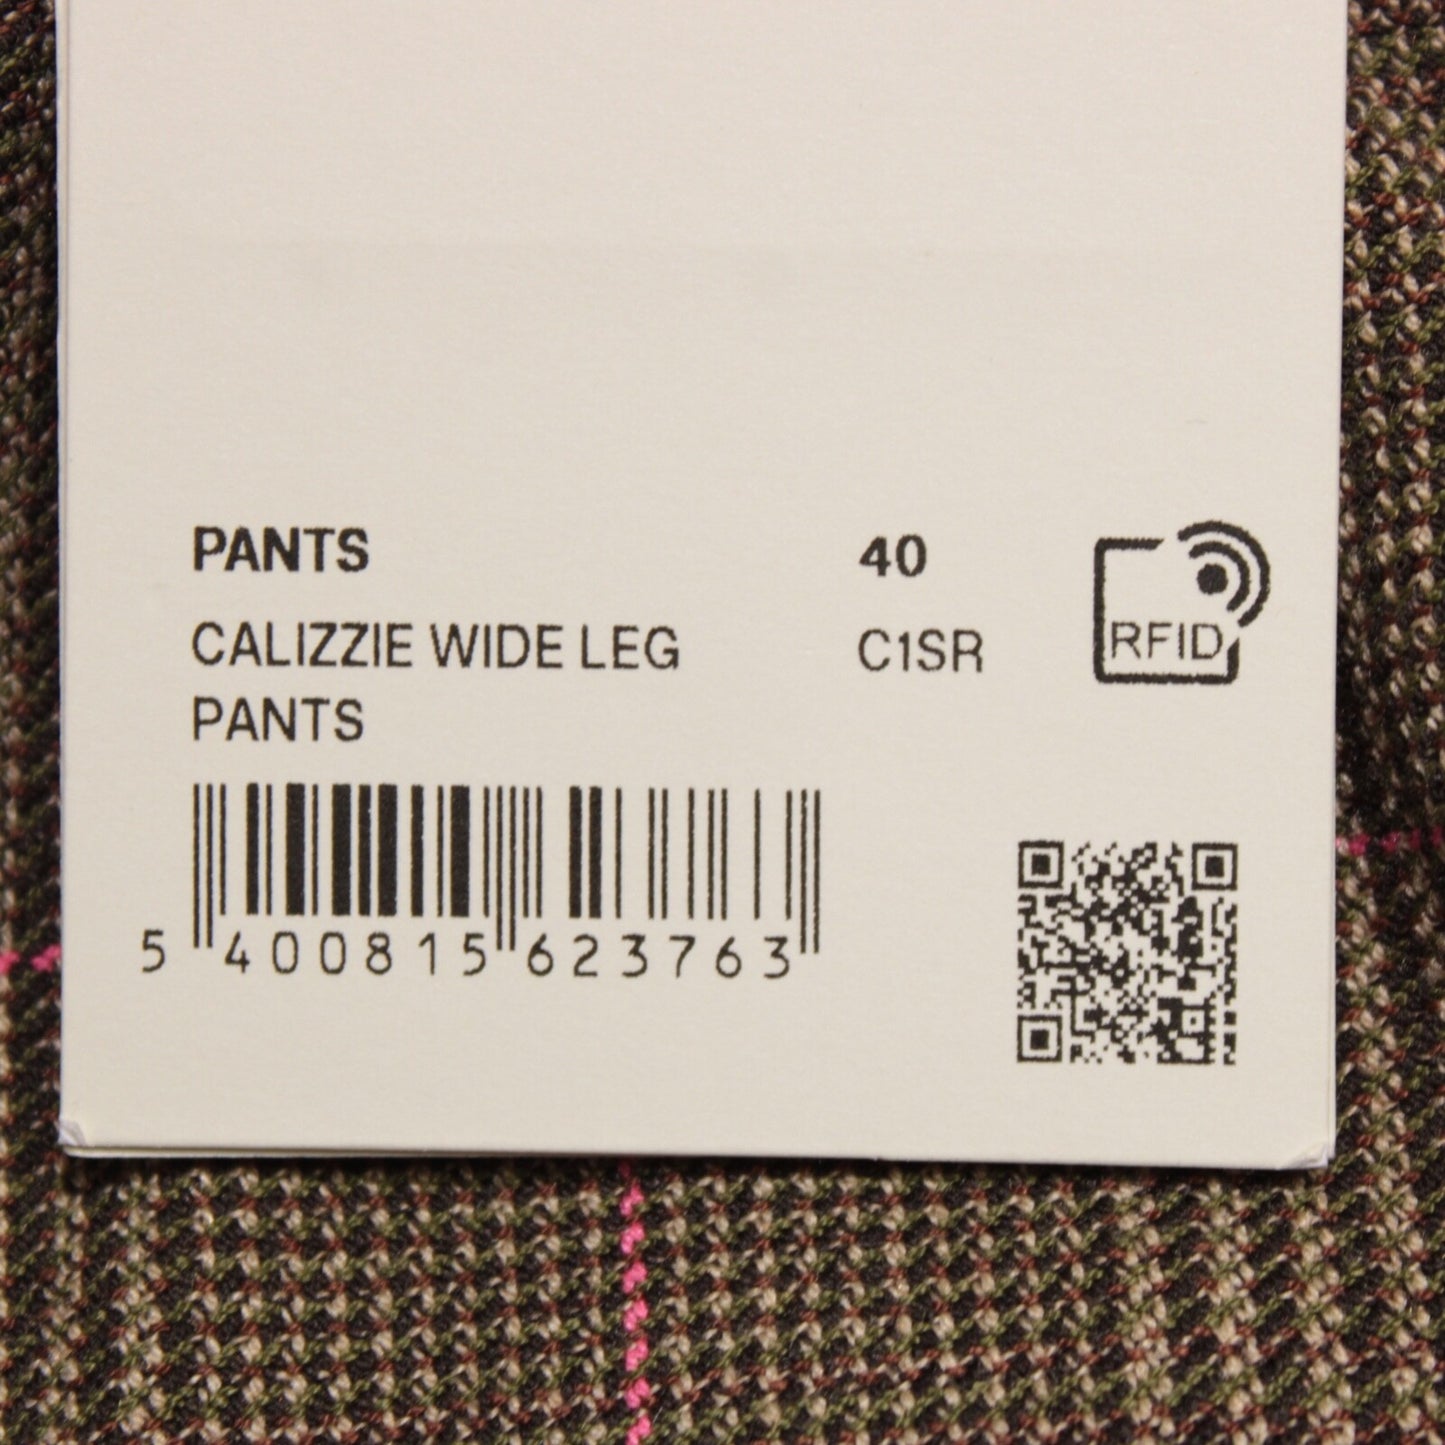 PANTS 40
CALIZZIE WIDE LEG C1SR
PANTS
RFID
5 400815 623763